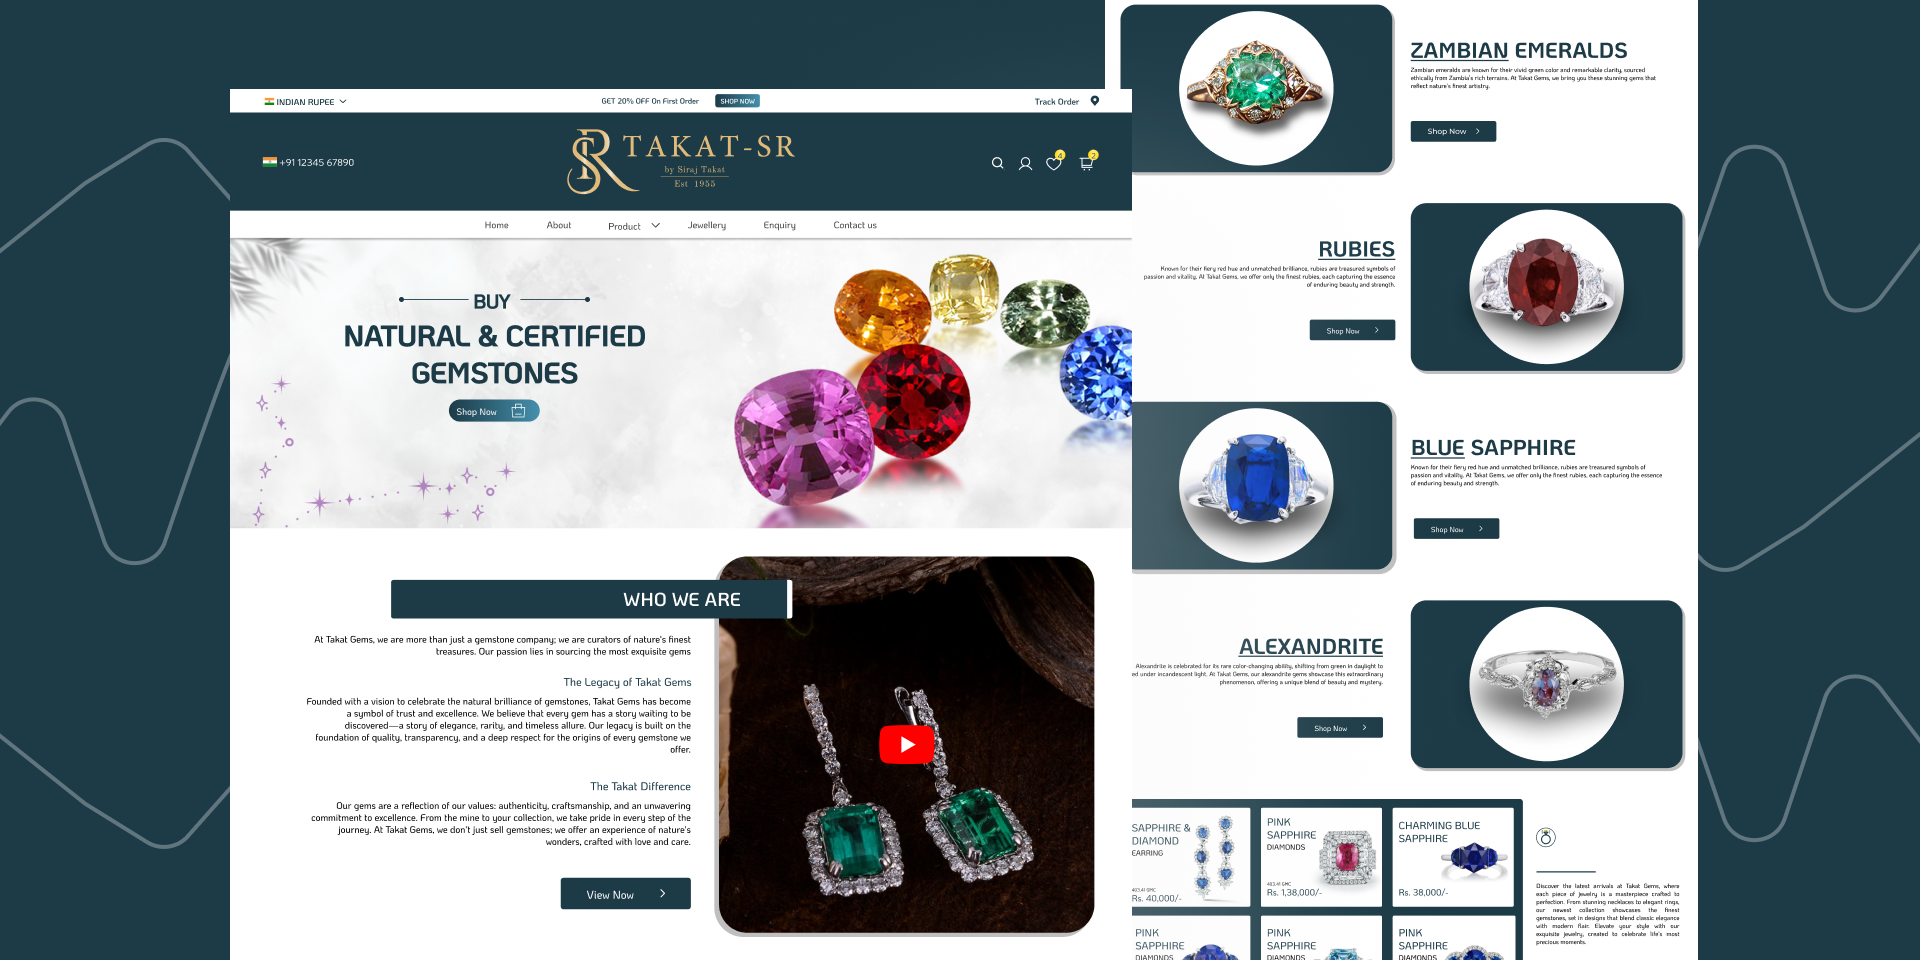 INDIAN RUPEE
GET 20% OFF On First Order
SHOP NOW
Track Order
+91 12345 67890
SR
TAKAT-SR
by Siraj Takat
Est 1955
4
2
Home
About
Product
Jewellery
Enquiry
Contact us
BUY
NATURAL & CERTIFIED
GEMSTONES
Shop Now
WHO WE ARE
At Takat Gems, we are more than just a gemstone company; we are curators of nature's finest
treasures. Our passion lies in sourcing the most exquisite gems
The Legacy of Takat Gems
Founded with a vision to celebrate the natural brilliance of gemstones, Takat Gems has become
a symbol of trust and excellence. We believe that every gem has a story waiting to be
discovered—a story of elegance, rarity, and timeless allure. Our legacy is built on the
foundation of quality, transparency, and a deep respect for the origins of every gemstone we
offer.
The Takat Difference
Our gems are a reflection of our values: authenticity, craftsmanship, and an unwavering
commitment to excellence. From the mine to your collection, we take pride in every step of the
journey. At Takat Gems, we don't just sell gemstones; we offer an experience of nature's
wonders, crafted with love and care.
View Now
ZAMBIAN EMERALDS
Zambian emeralds are known for their vivid green color and remarkable clarity, sourced
ethically from Zambia's rich terrains. At Takat Gems, we bring you these stunning gems that
reflect nature's finest artistry.
Shop Now
RUBIES
Known for their fiery red hue and unmatched brilliance, rubies are treasured symbols of
passion and vitality. At Takat Gems, we offer only the finest rubies, each capturing the essence
of enduring beauty and strength.
Shop Now
BLUE SAPPHIRE
Known for their fiery red hue and unmatched brilliance, rubies are treasured symbols of
passion and vitality. At Takat Gems, we offer only the finest rubies, each capturing the essence
of enduring beauty and strength.
Shop Now
ALEXANDRITE
Alexandrite is celebrated for its rare color-changing ability, shifting from green in daylight to
ed under incandescent light. At Takat Gems, our alexandrite gems showcase this extraordinary
phenomenon, offering a unique blend of beauty and mystery.
Shop Now
SAPPHIRE &
DIAMOND
EARRING
403.41 GMC
Rs. 40,000/-
PINK
SAPPHIRE
DIAMONDS
403.41 GMC
Rs. 1,38,000/-
CHARMING BLUE
SAPPHIRE
Rs. 38,000/-
PINK
SAPPHIRE
DIAMONDS
PINK
SAPPHIRE
DIAMONDS
PINK
SAPPHIRE
DIAMONDS
Discover the latest arrivals at Takat Gems, where
each piece of jewelry is a masterpiece crafted to
perfection. From stunning necklaces to elegant rings,
our newest collection showcases the finest
gemstones, set in designs that blend classic elegance
with modern flair. Elevate your style with our
exquisite jewelry, created to celebrate life's most
precious moments.